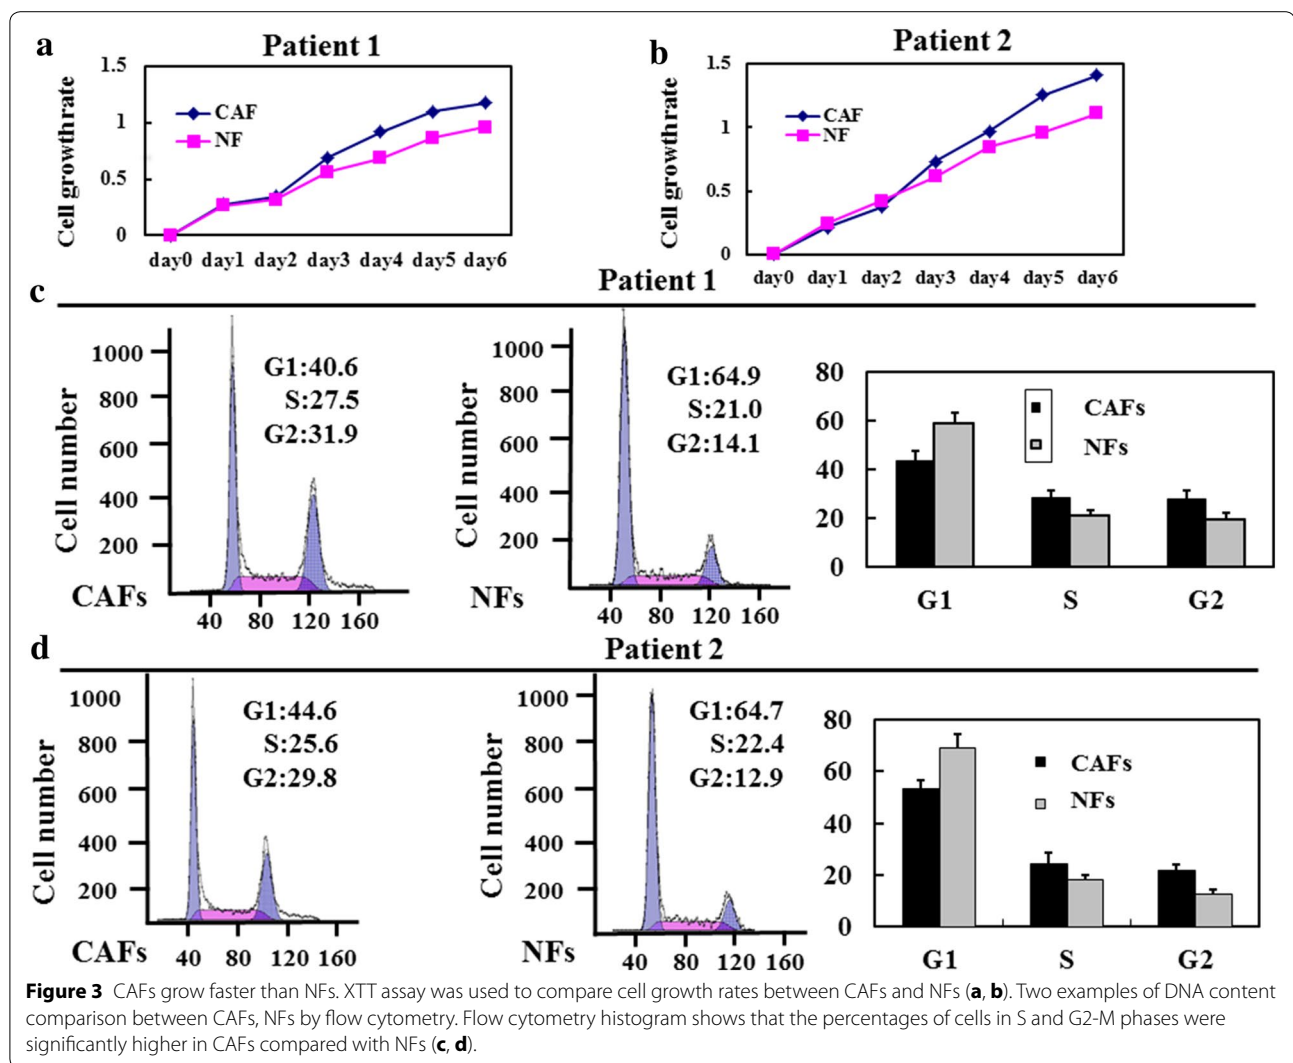 a
Patient 1
1.5
1
0.5
0
Cell growthrate
CAF
NF
day0 day1 day2 day3 day4 day5 day6
b
Patient 2
1.5
1
0.5
0
Cell growthrate
CAF
NF
day0 day1 day2 day3 day4 day5 day6
c
Patient 1
Cell number
1000
800
600
400
200
G1:40.6
S:27.5
G2:31.9
CAFs
40 80 120 160
Cell number
1000
800
600
400
200
G1:64.9
S:21.0
G2:14.1
NFs
40 80 120 160
80
60
40
20
0
CAFs
NFs
G1 S G2
d
Patient 2
Cell number
1000
800
600
400
200
G1:44.6
S:25.6
G2:29.8
CAFs
40 80 120 160
Cell number
1000
800
600
400
200
G1:64.7
S:22.4
G2:12.9
NFs
40 80 120 160
80
60
40
20
0
CAFs
NFs
G1 S G2
Figure 3 CAFs grow faster than NFs. XTT assay was used to compare cell growth rates between CAFs and NFs (a, b). Two examples of DNA content
comparison between CAFs, NFs by flow cytometry. Flow cytometry histogram shows that the percentages of cells in S and G2-M phases were
significantly higher in CAFs compared with NFs (c, d).